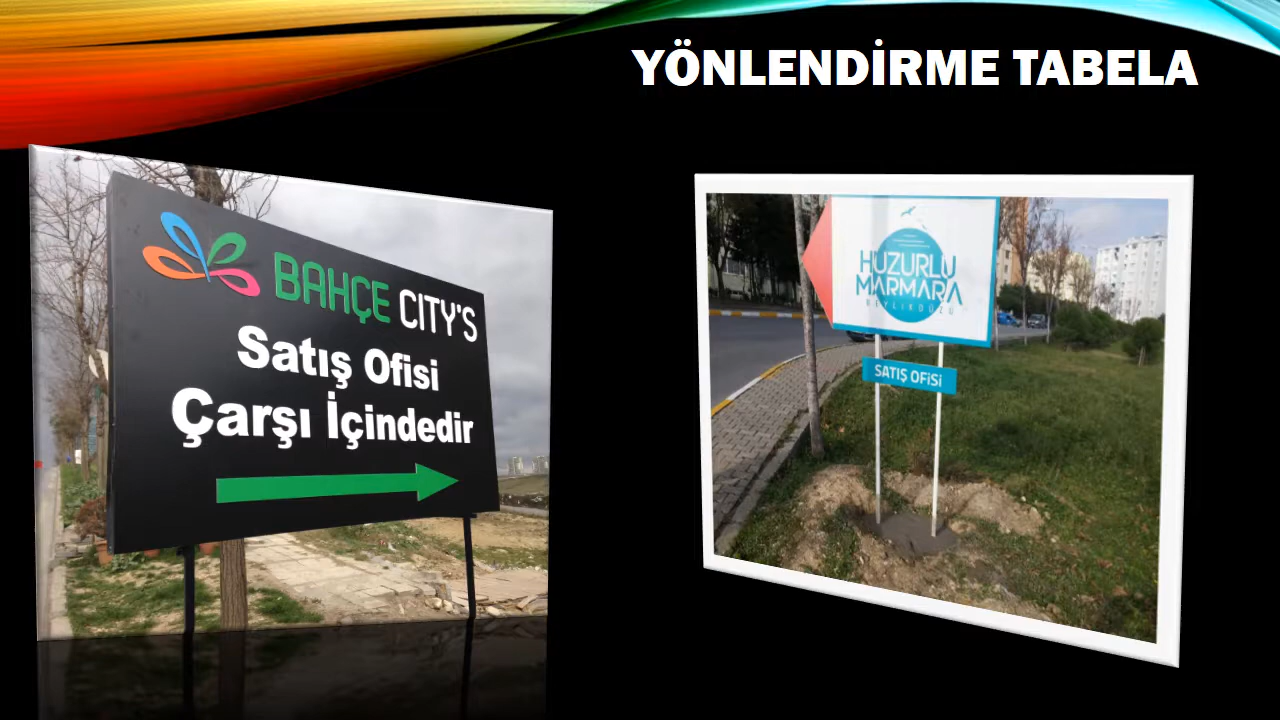 YÖNLENDİRME TABELA
BAHÇE CITY'S
Satış Ofisi
Çarşı İçindedir
HUZURLU
MARMARA
BEYLİKDÜZÜ
SATIŞ OFİSİ